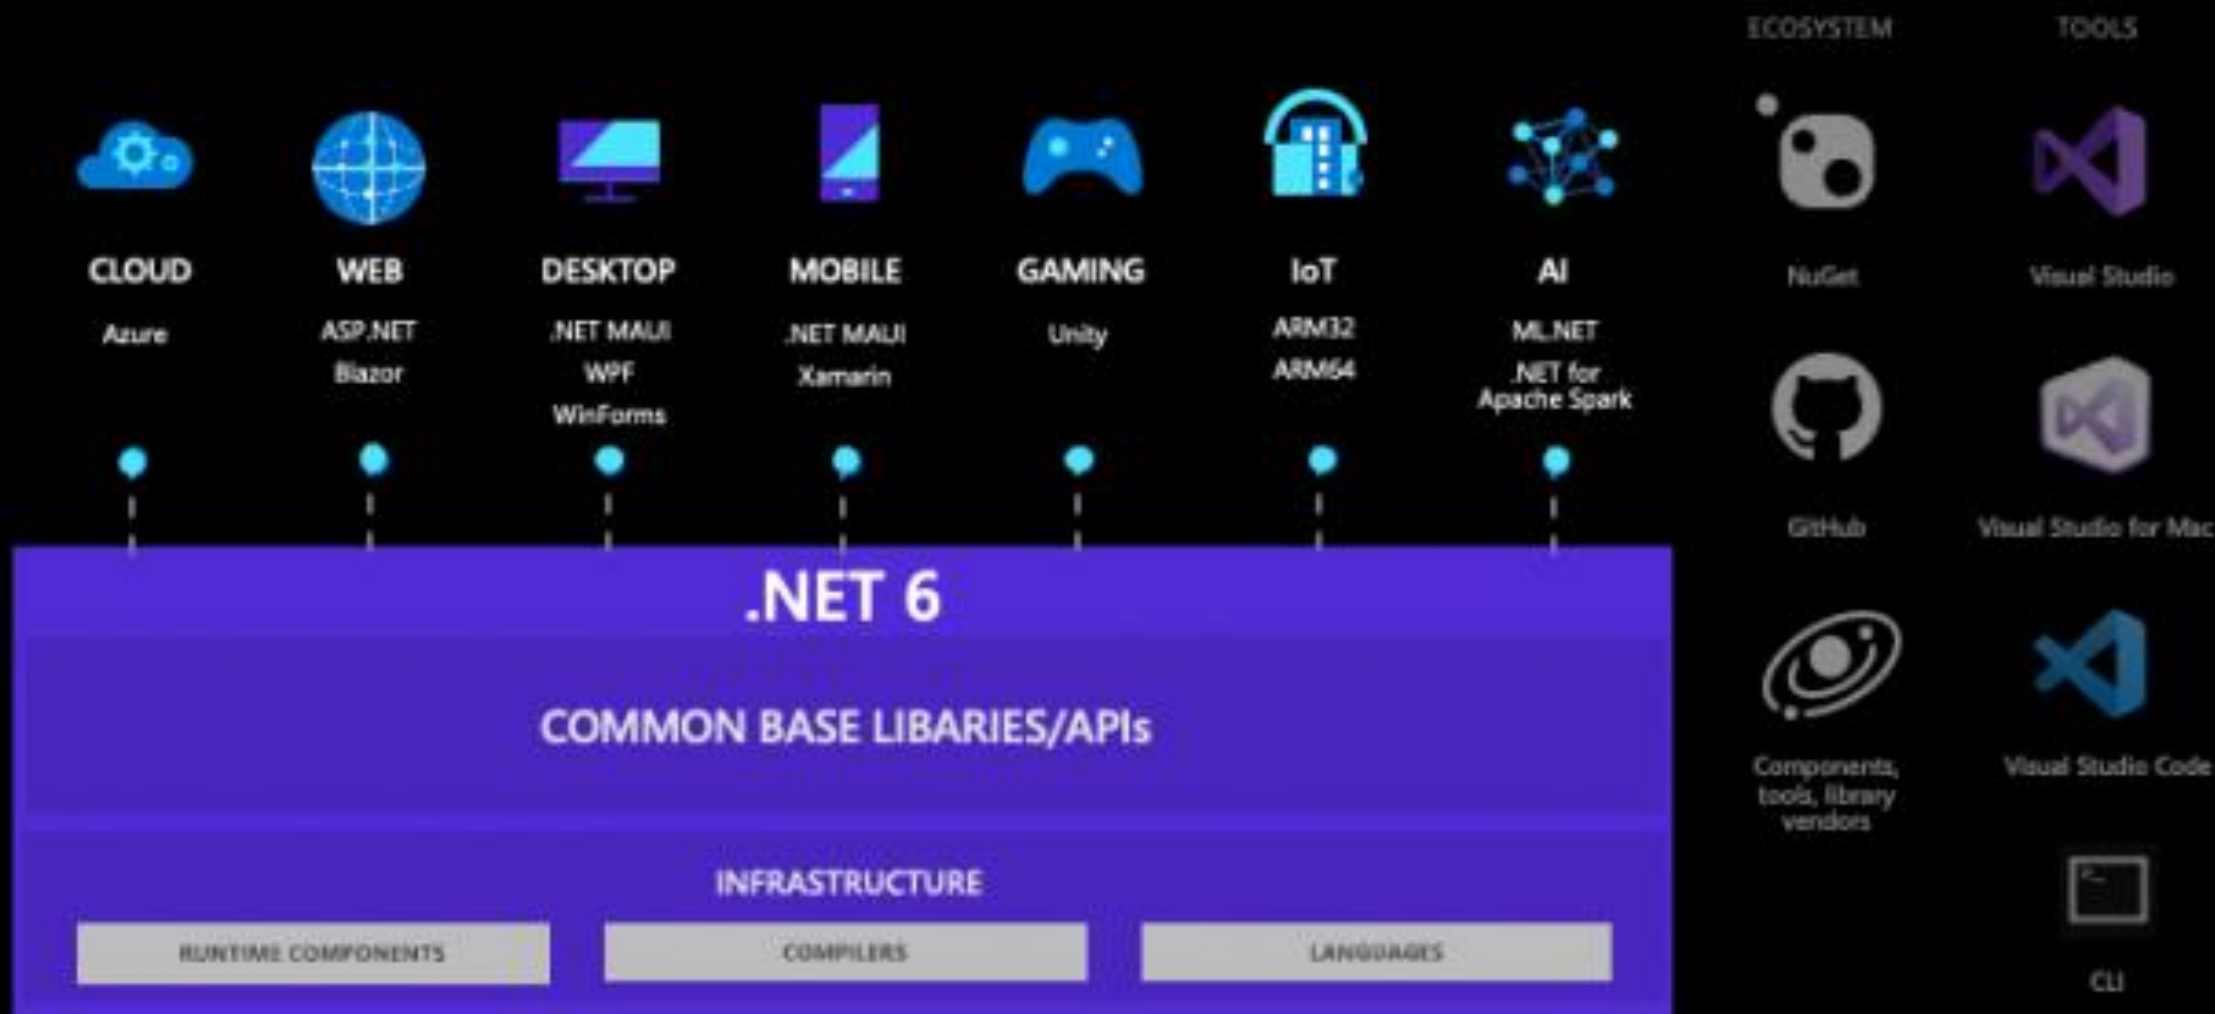 ECOSYSTEM
TOOLS
CLOUD
Azure
WEB
ASP.NET
Blazor
DESKTOP
.NET MAUI
WPF
WinForms
MOBILE
.NET MAUI
Xamarin
GAMING
Unity
IoT
ARM32
ARM64
AI
ML.NET
.NET for
Apache Spark
NuGet
GitHub
Components,
tools, library
vendors
Visual Studio
Visual Studio for Mac
Visual Studio Code
>_
CLI
.NET 6
COMMON BASE LIBARIES/APIs
INFRASTRUCTURE
RUNTIME COMPONENTS
COMPILERS
LANGUAGES